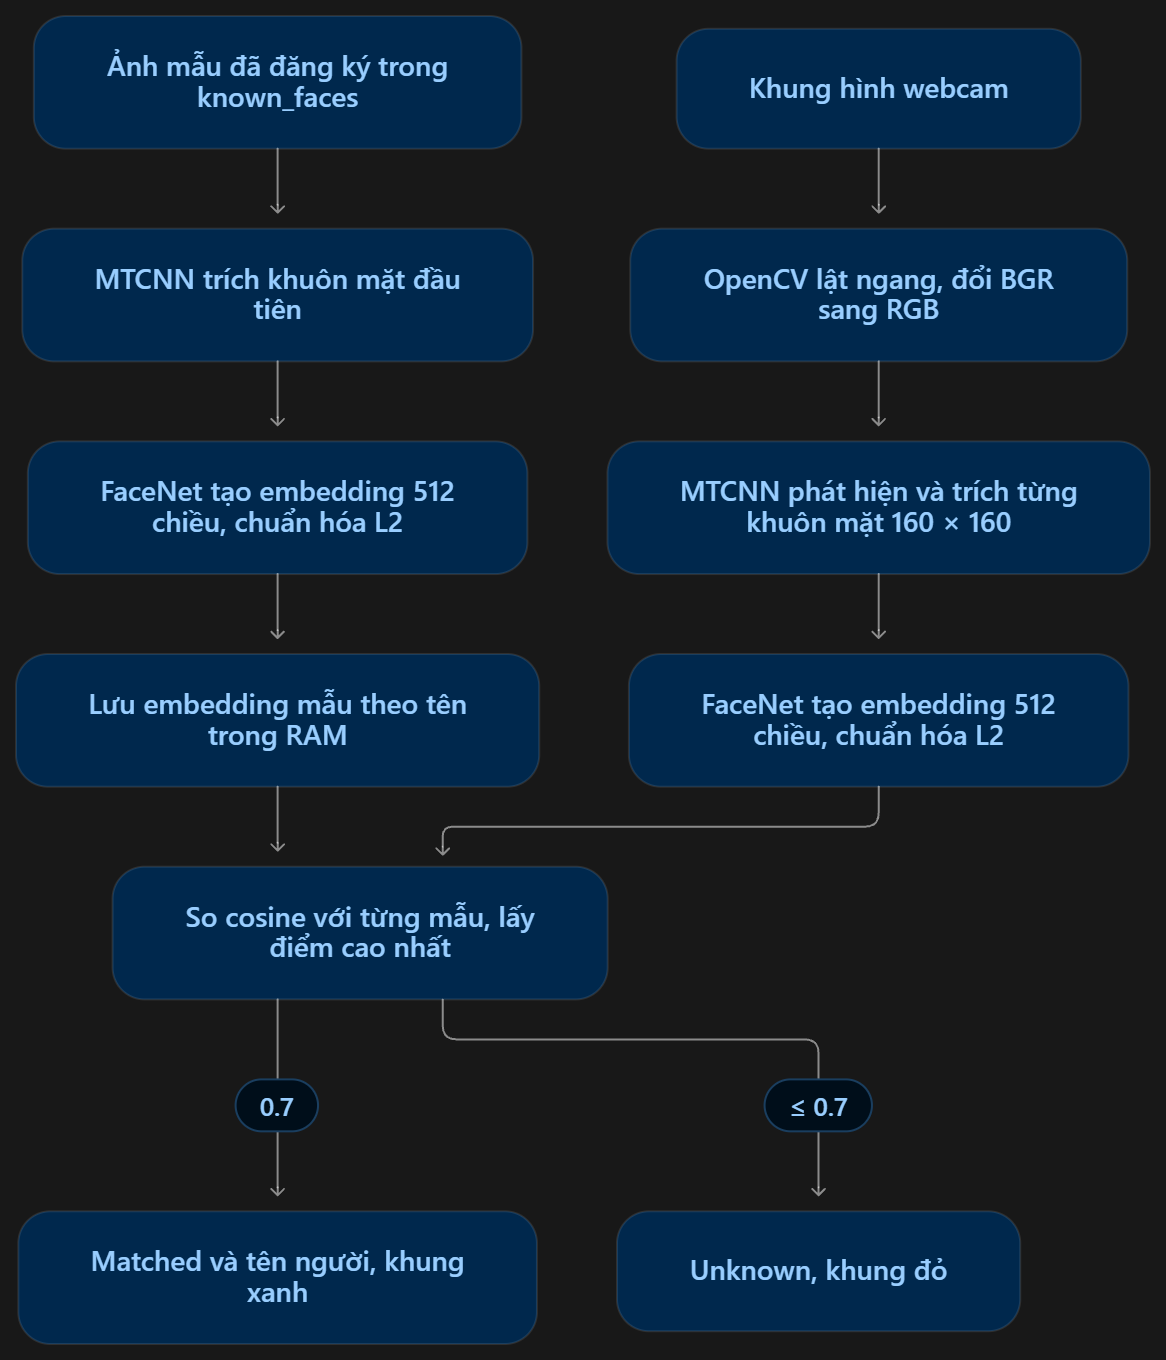 Ảnh mẫu đã đăng ký trong
known_faces
Khung hình webcam
MTCNN trích khuôn mặt đầu
tiên
OpenCV lật ngang, đổi BGR
sang RGB
FaceNet tạo embedding 512
chiều, chuẩn hóa L2
MTCNN phát hiện và trích từng
khuôn mặt 160 × 160
Lưu embedding mẫu theo tên
trong RAM
FaceNet tạo embedding 512
chiều, chuẩn hóa L2
So cosine với từng mẫu, lấy
điểm cao nhất
0.7
≤ 0.7
Matched và tên người, khung
xanh
Unknown, khung đỏ